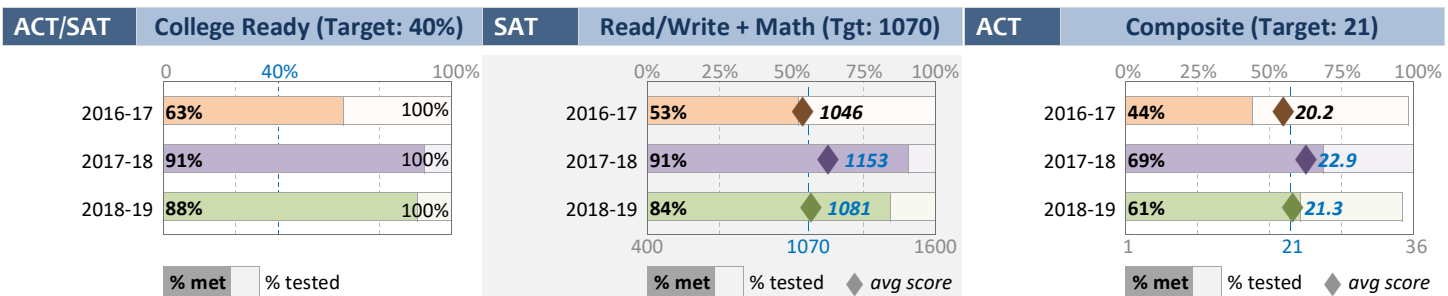 ACT/SAT College Ready (Target: 40%)
0 40% 100%
2016-17 63% 100%
2017-18 91% 100%
2018-19 88% 100%
% met % tested
SAT Read/Write + Math (Tgt: 1070)
0% 25% 50% 75% 100%
2016-17 53% 1046
2017-18 91% 1153
2018-19 84% 1081
400 1070 1600
% met % tested avg score
ACT Composite (Target: 21)
0% 25% 50% 75% 100%
2016-17 44% 20.2
2017-18 69% 22.9
2018-19 61% 21.3
1 21 36
% met % tested avg score